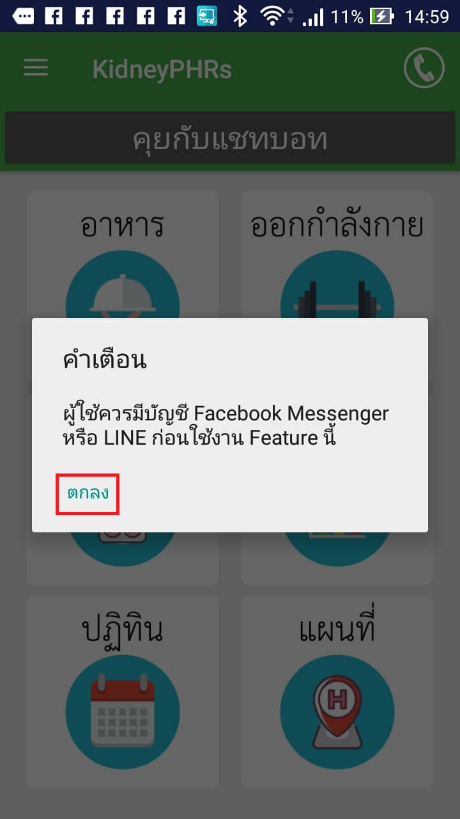 11% 14:59
KidneyPHRs
คุยกับแชทบอท
อาหาร ออกกำลังกาย
คำเตือน
ผู้ใช้ควรมีบัญชี Facebook Messenger
หรือ LINE ก่อนใช้งาน Feature นี้
ตกลง
ปฏิทิน แผนที่
H